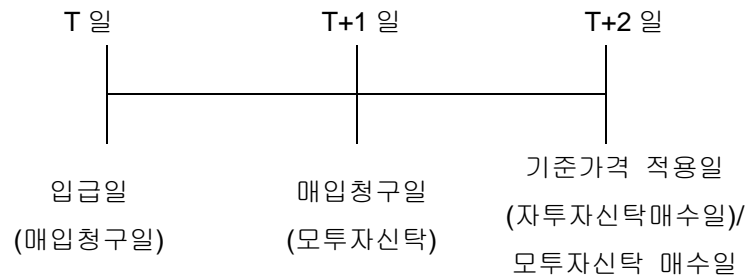 T 일
T+1 일
T+2 일
입급일
(매입청구일)
매입청구일
(모투자신탁)
기준가격 적용일
(자투자신탁매수일)/
모투자신탁 매수일